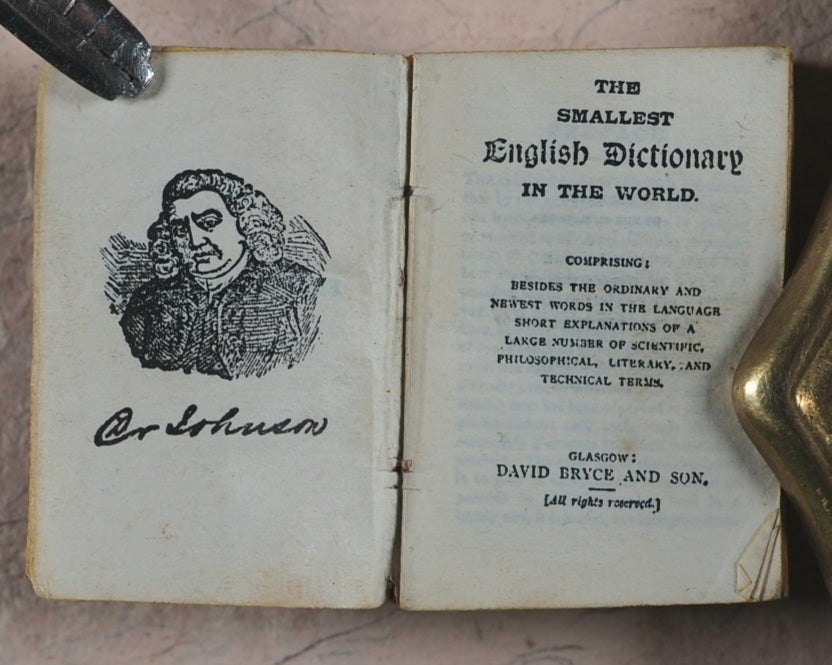 Dr Johnson
THE
SMALLEST
English Dictionary
IN THE WORLD.
COMPRISING:
BESIDES THE ORDINARY AND
NEWEST WORDS IN THE LANGUAGE
SHORT EXPLANATIONS OF A
LARGE NUMBER OF SCIENTIFIC,
PHILOSOPHICAL, LITERARY, AND
TECHNICAL TERMS.
GLASGOW:
DAVID BRYCE AND SON.
[All rights reserved.]